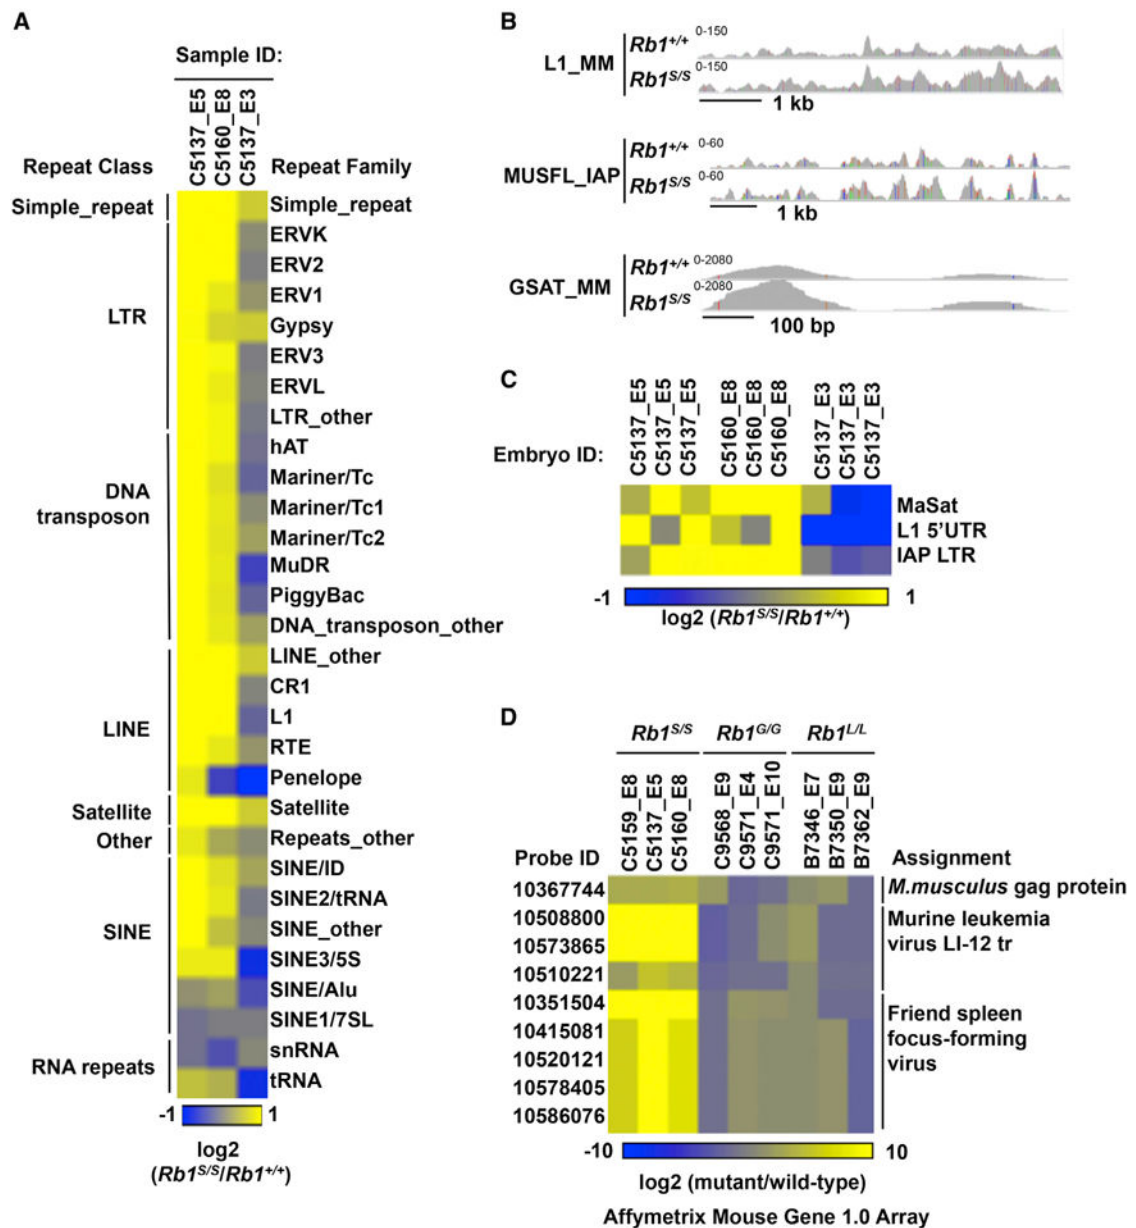 A
Sample ID:
C5137_E5
C5160_E8
C5137_E3
Repeat Class
Repeat Family
Simple_repeat
Simple_repeat
LTR
ERVK
ERV2
ERV1
Gypsy
ERV3
ERVL
LTR_other
DNA
transposon
hAT
Mariner/Tc
Mariner/Tc1
Mariner/Tc2
MuDR
PiggyBac
DNA_transposon_other
LINE
LINE_other
CR1
L1
RTE
Penelope
Satellite
Satellite
Other
Repeats_other
SINE
SINE/ID
SINE2/tRNA
SINE_other
SINE3/5S
SINE/Alu
SINE1/7SL
RNA repeats
snRNA
tRNA
-1
1
log2
(Rb1S/S/Rb1+/+)
B
L1_MM
Rb1+/+
0-150
Rb1S/S
0-150
1 kb
MUSFL_IAP
Rb1+/+
0-60
Rb1S/S
0-60
1 kb
GSAT_MM
Rb1+/+
0-2080
Rb1S/S
0-2080
100 bp
C
Embryo ID:
C5137_E5
C5137_E5
C5137_E5
C5160_E8
C5160_E8
C5160_E8
C5137_E3
C5137_E3
C5137_E3
MaSat
L1 5'UTR
IAP LTR
-1
1
log2 (Rb1S/S/Rb1+/+)
D
Rb1S/S
Rb1G/G
Rb1L/L
C5159_E8
C5137_E5
C5160_E8
C9568_E9
C9571_E4
C9571_E10
B7346_E7
B7350_E9
B7362_E9
Probe ID
Assignment
10367744
10508800
10573865
10510221
10351504
10415081
10520121
10578405
10586076
M.musculus gag protein
Murine leukemia
virus LI-12 tr
Friend spleen
focus-forming
virus
-10
10
log2 (mutant/wild-type)
Affymetrix Mouse Gene 1.0 Array